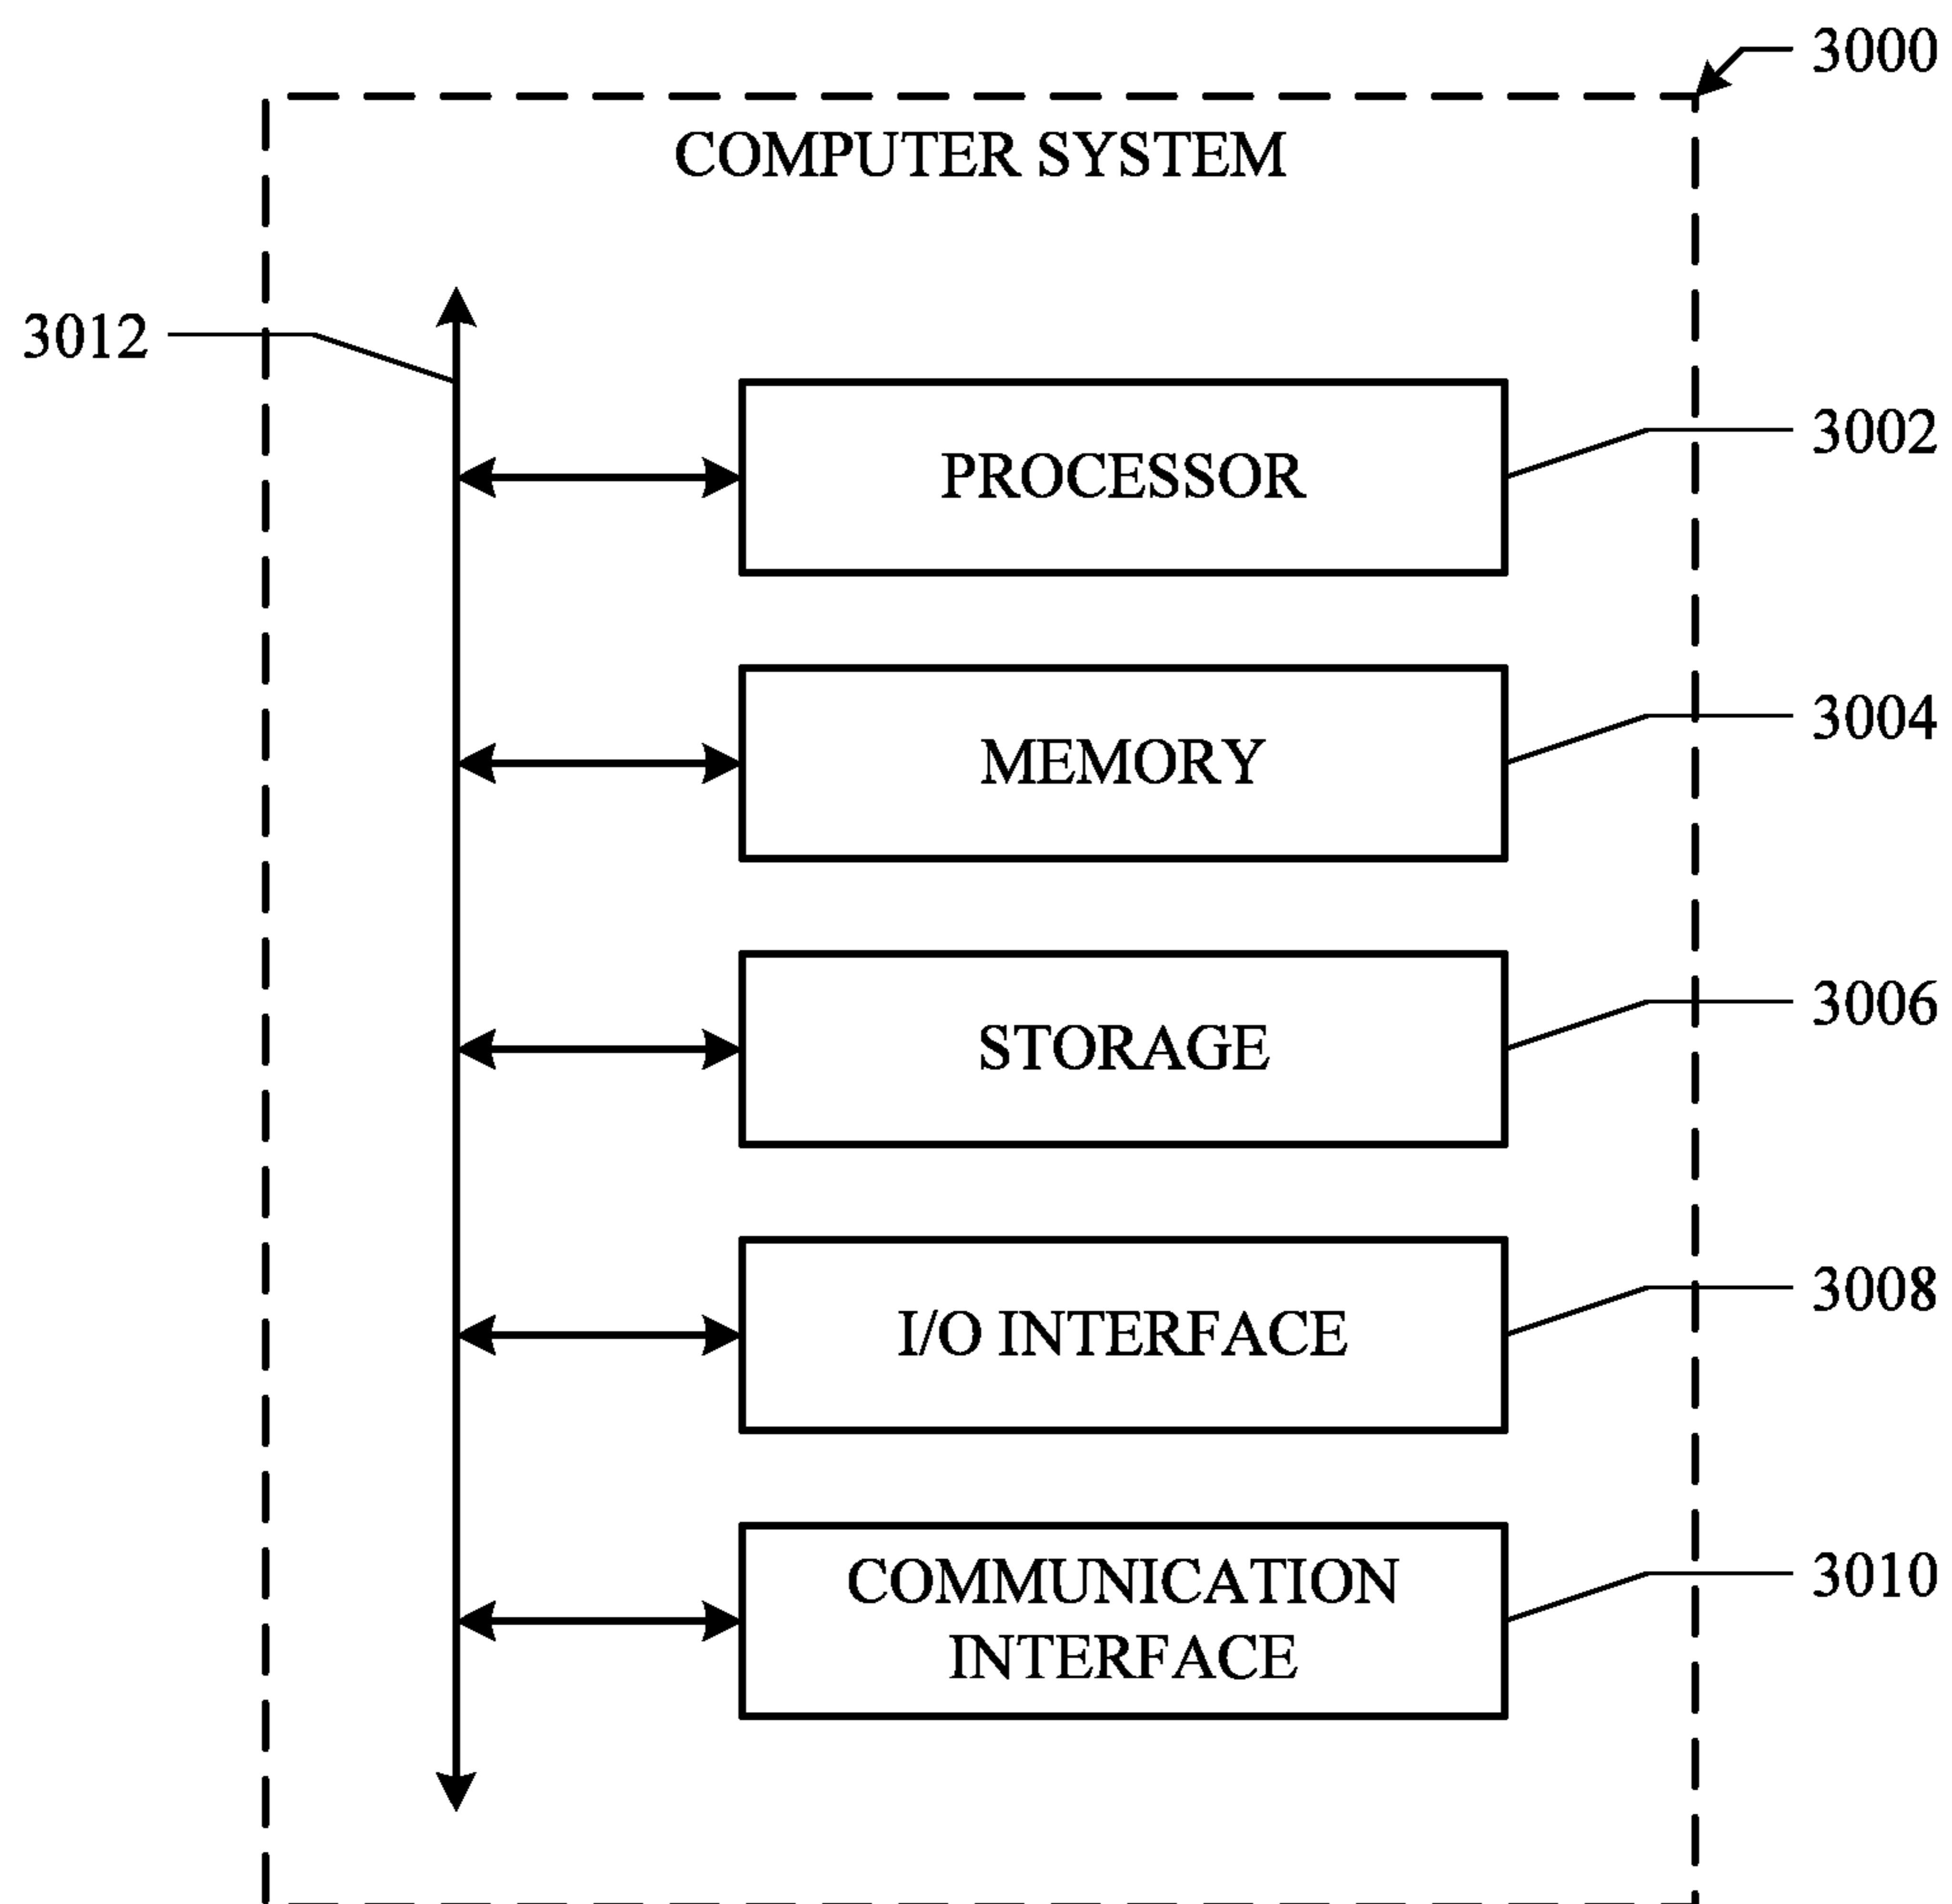 3000
COMPUTER SYSTEM
3012
3002
PROCESSOR
3004
MEMORY
3006
STORAGE
3008
I/O INTERFACE
3010
COMMUNICATION
INTERFACE